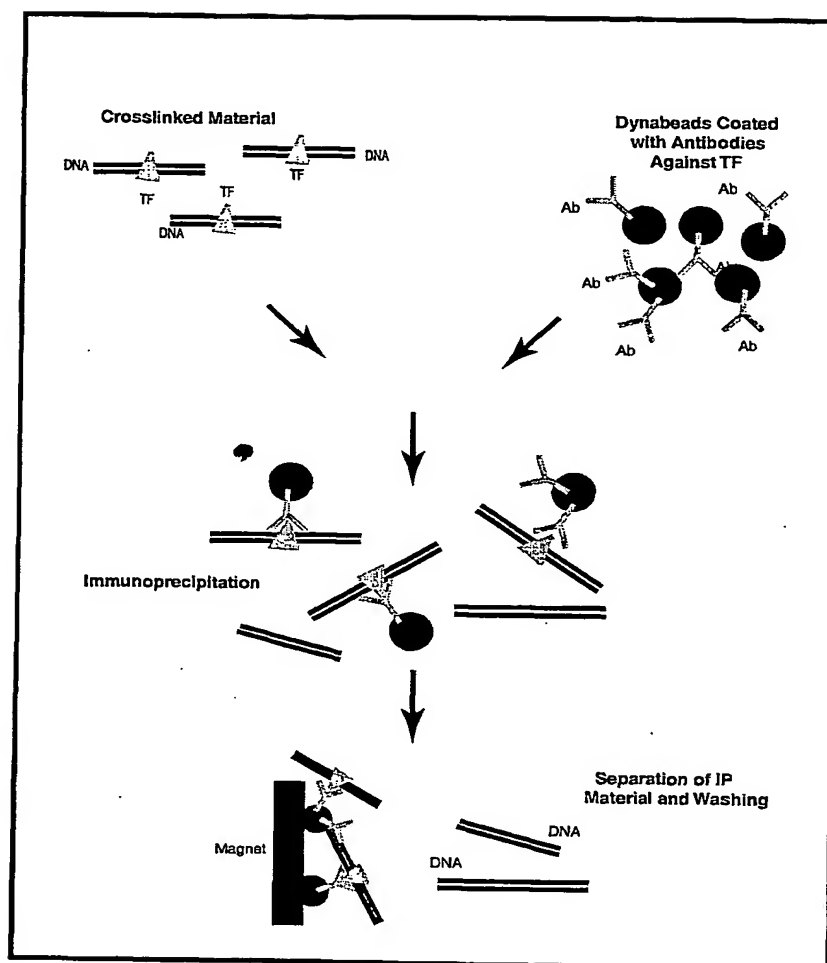 Crosslinked Material
DNA
TF
TF
TF
DNA
DNA
Dynabeads Coated
with Antibodies
Against TF
Ab
Ab
Ab
Ab
Ab
Ab
Immunoprecipitation
Separation of IP
Material and Washing
Magnet
DNA
DNA